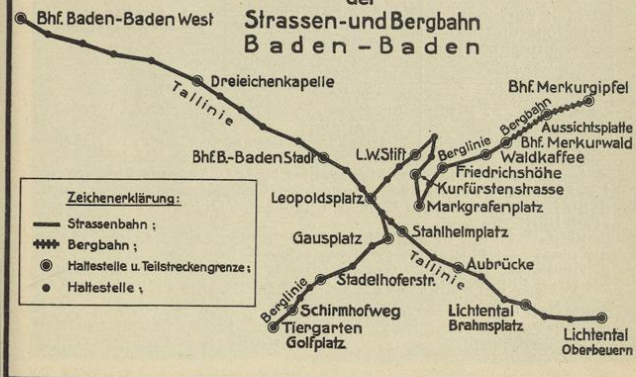 der
Strassen-und Bergbahn
Baden-Baden
Bhf. Baden-Baden West
Dreieichenkapelle
Tallinie
Bhf. Merkurgipfel
Bergbahn
Aussichtsplatte
Bhf. Merkurwald
Berglinie
Waldkaffee
L.W. Stift
Bhf. B.-Baden Stadt
Friedrichshöhe
Kurfürstenstrasse
Leopoldsplatz
Markgrafenplatz
Zeichenerklärung:
Strassenbahn;
Bergbahn;
Haltestelle u. Teilstreckengrenze;
Haltestelle;
Gausplatz
Stahlhelmplatz
Tallinie
Aubrücke
Stadelhoferstr.
Berglinie
Schirmhofweg
Tiergarten
Golfplatz
Lichtental
Brahmsplatz
Lichtental
Oberbeuern